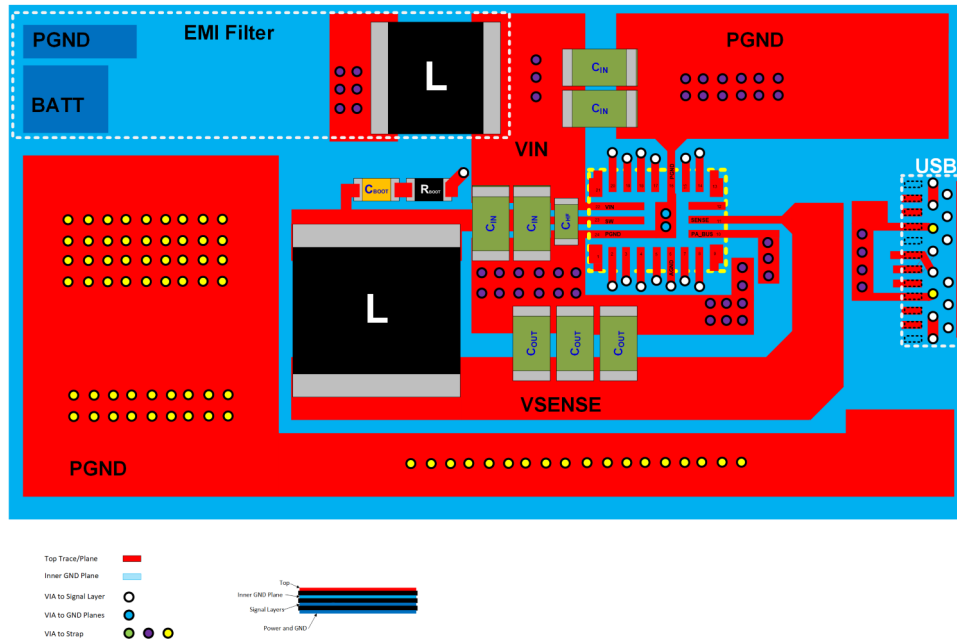 PGND
EMI Filter
PGND
BATT
L
CIN
CIN
VIN
USB
CBOOT
RBOOT
CIN
CIN
CHP
VIN
SW
PGND
SENSE
PA_BUS
L
COUT
COUT
COUT
VSENSE
PGND
Top Trace/Plane
Inner GND Plane
VIA to Signal Layer
VIA to GND Planes
VIA to Strap
Top
Inner GND Plane
Signal Layers
Power and GND